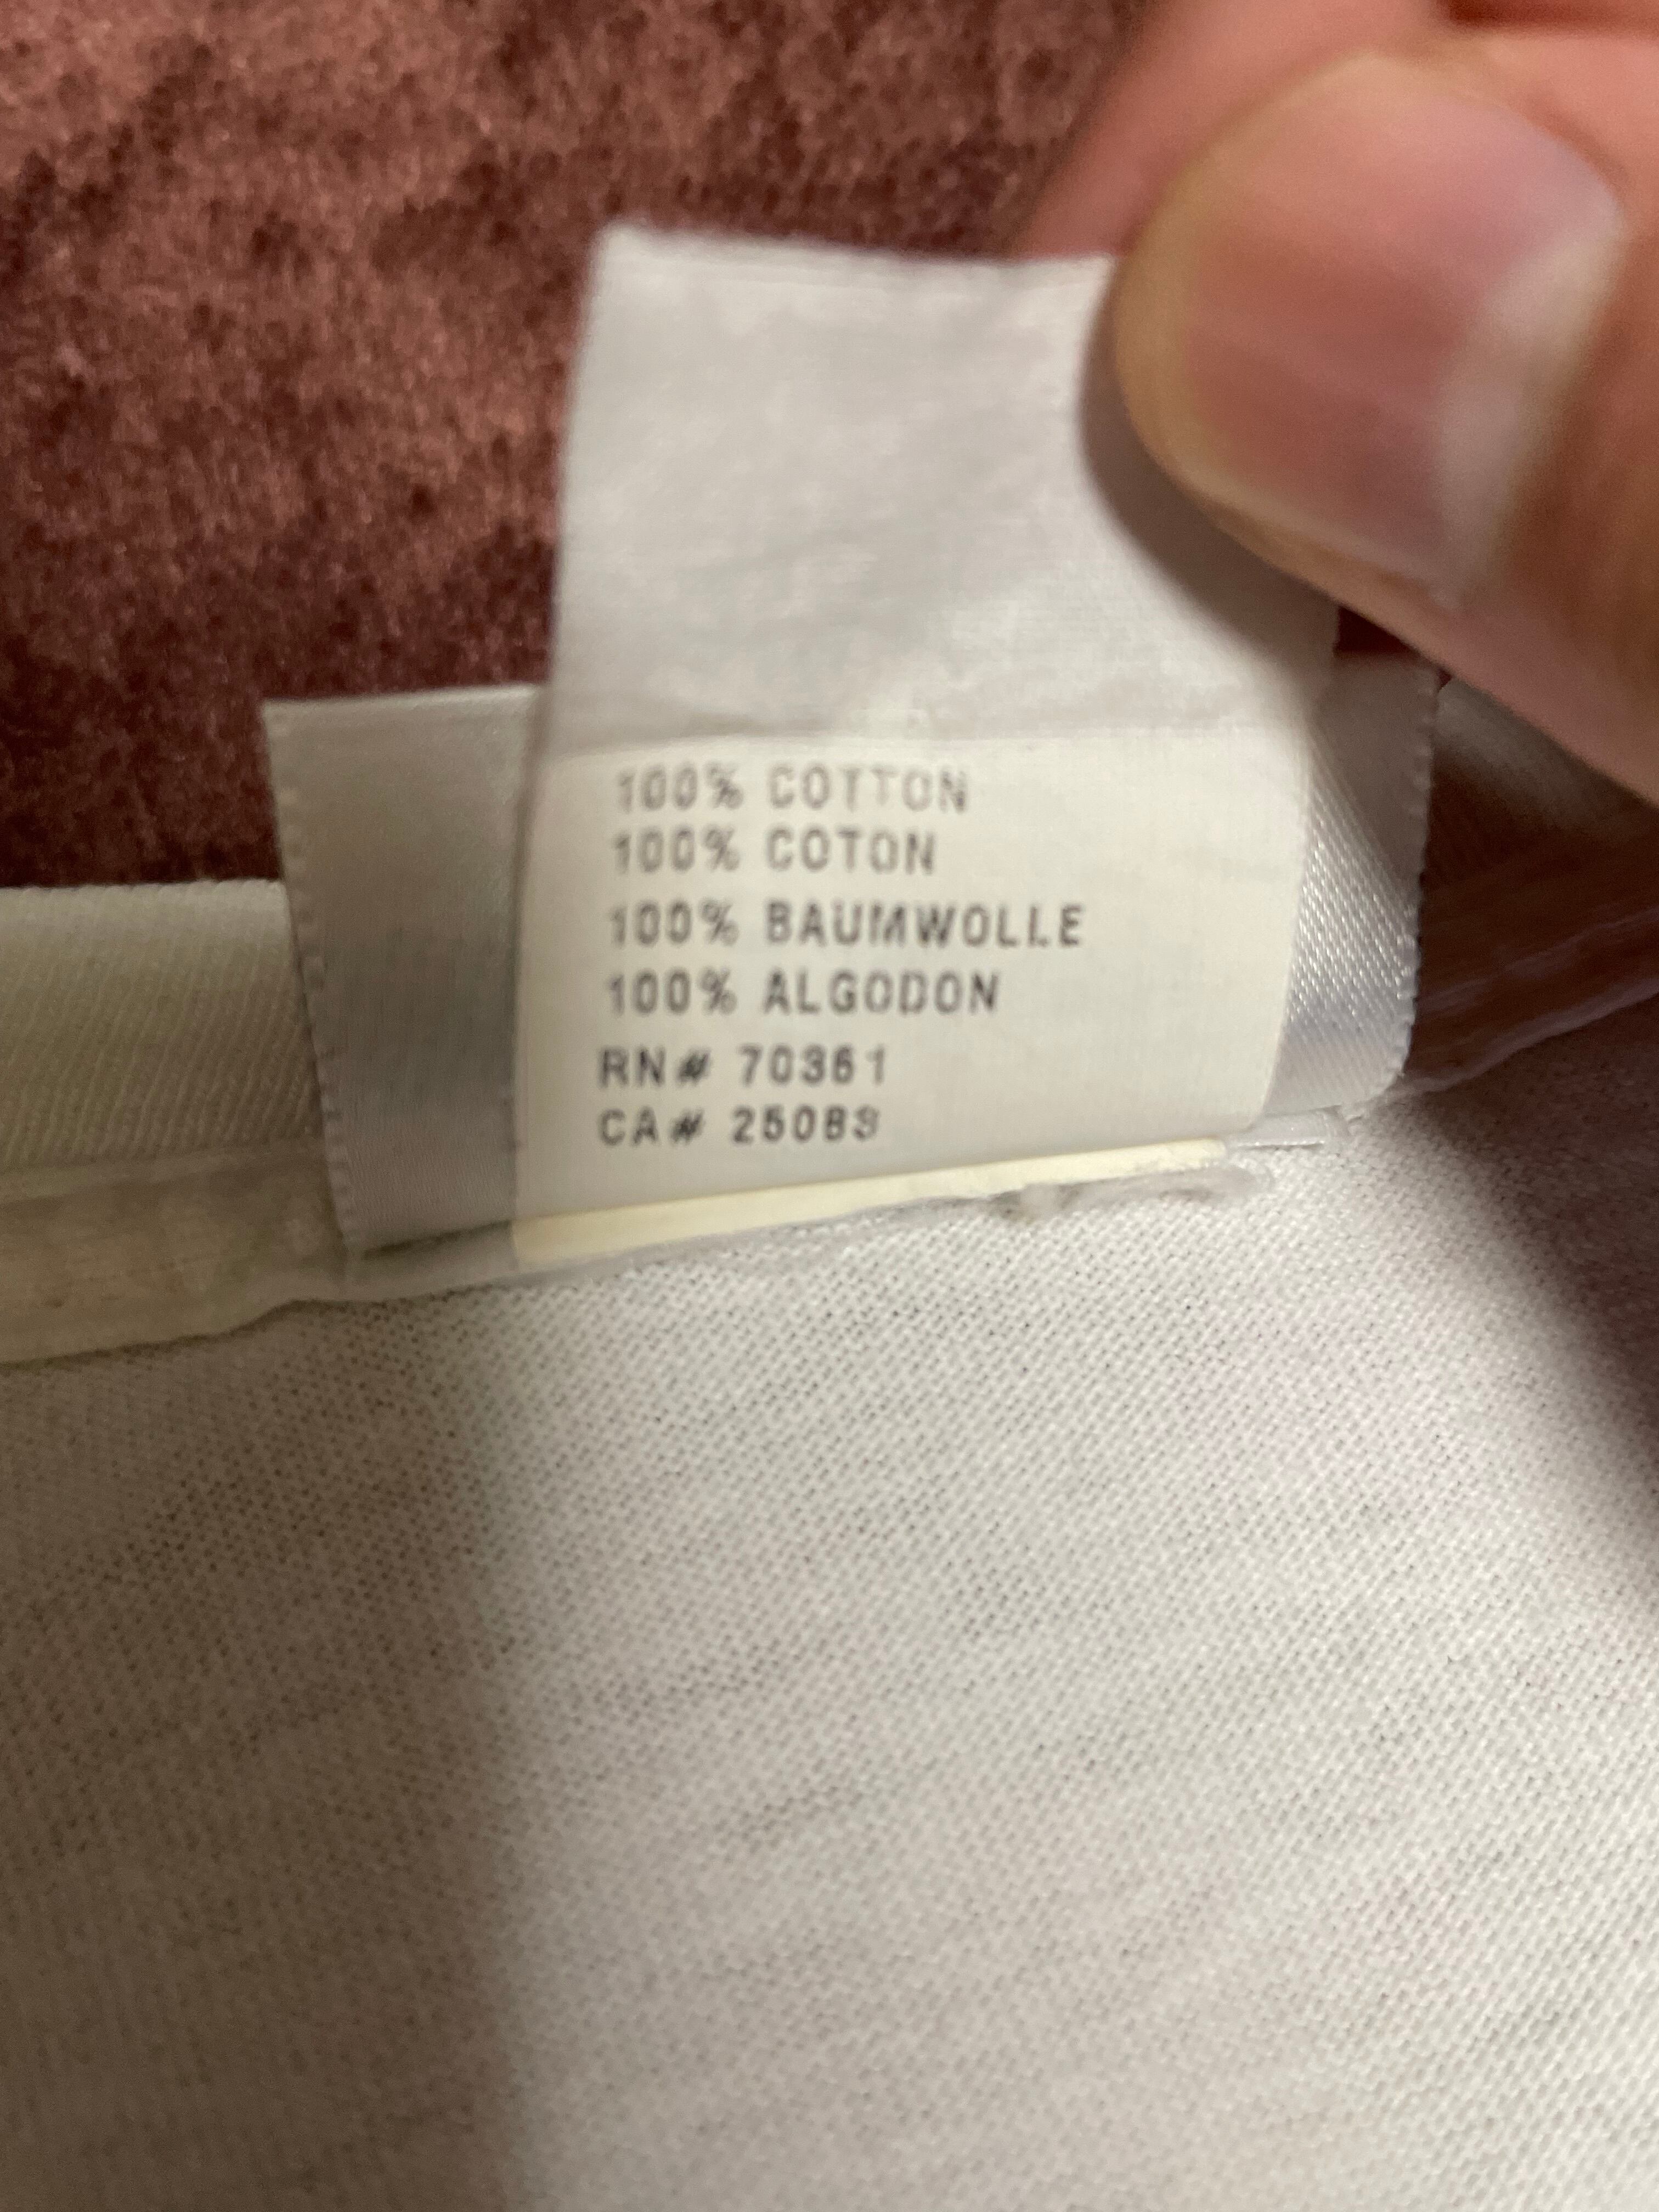 100% COTTON
100% COTON
100% BAUMWOLLE
100% ALGODON
RN# 70361
CA# 25083